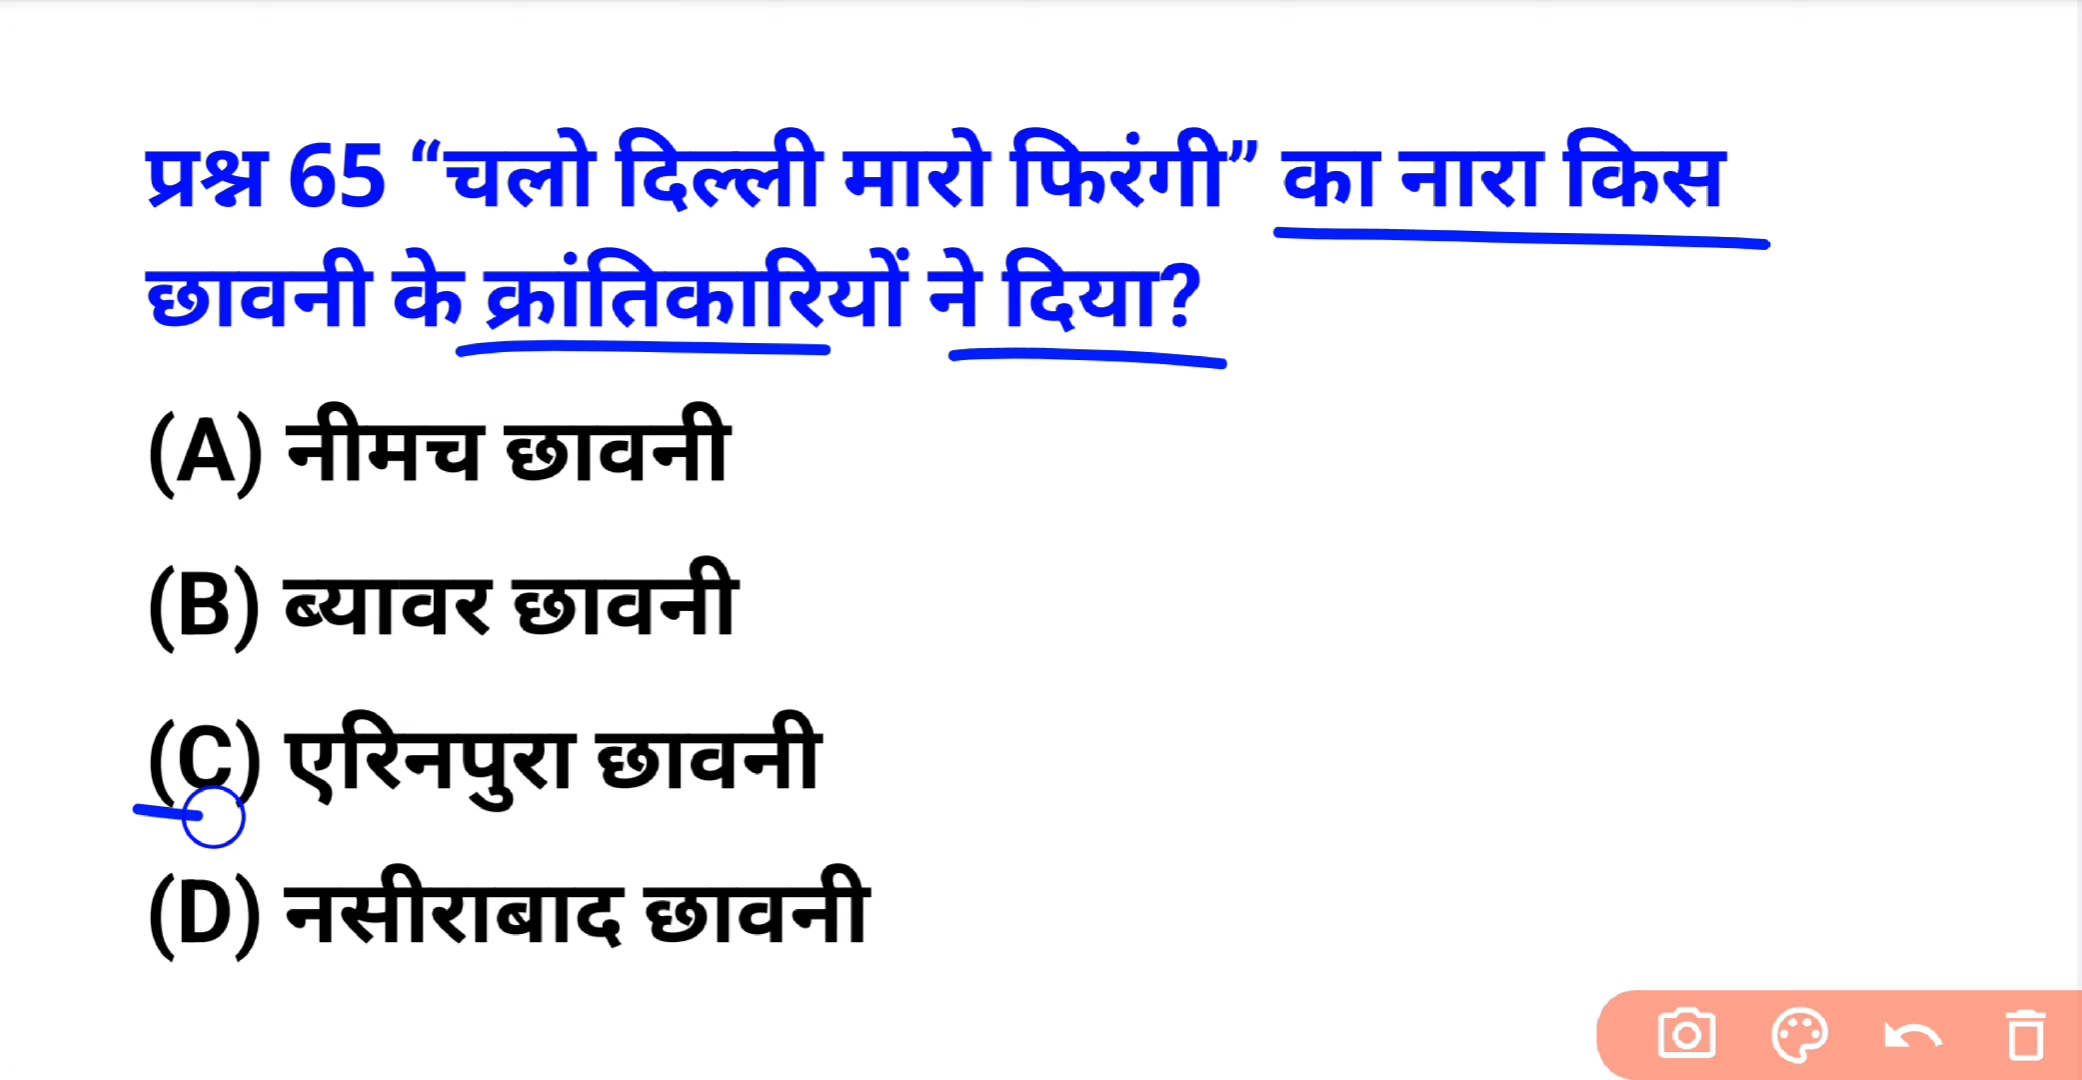 प्रश्न 65 “चलो दिल्ली मारो फिरंगी” का नारा किस
छावनी के क्रांतिकारियों ने दिया?
(A) नीमच छावनी
(B) ब्यावर छावनी
(C) एरिनपुरा छावनी
(D) नसीराबाद छावनी